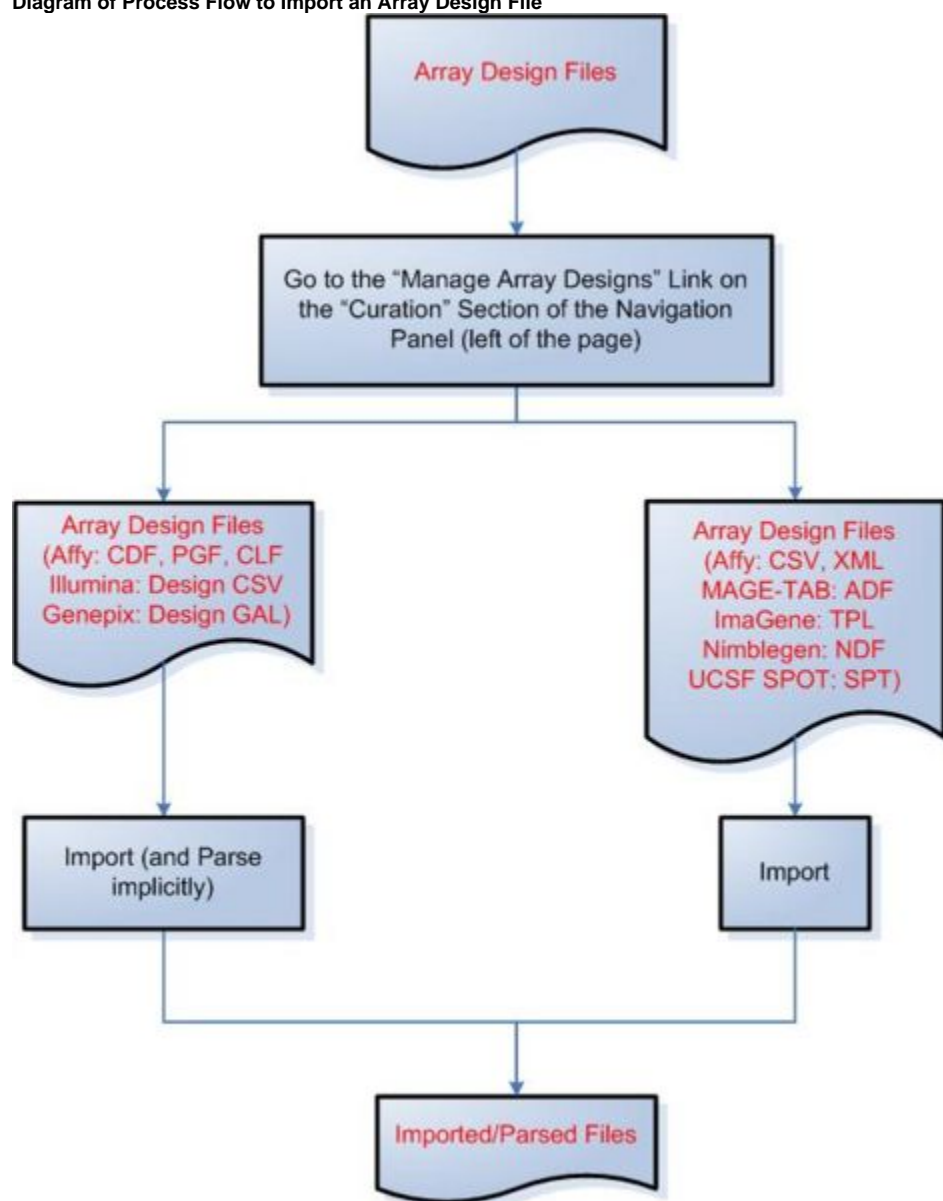 Diagram of Process Flow to Import an Array Design File
Array Design Files
Go to the “Manage Array Designs” Link on
the “Curation” Section of the Navigation
Panel (left of the page)
Array Design Files
(Affy: CDF, PGF, CLF
Illumina: Design CSV
Genepix: Design GAL)
Array Design Files
(Affy: CSV, XML
MAGE-TAB: ADF
ImaGene: TPL
Nimblegen: NDF
UCSF SPOT: SPT)
Import (and Parse
implicitly)
Import
Imported/Parsed Files